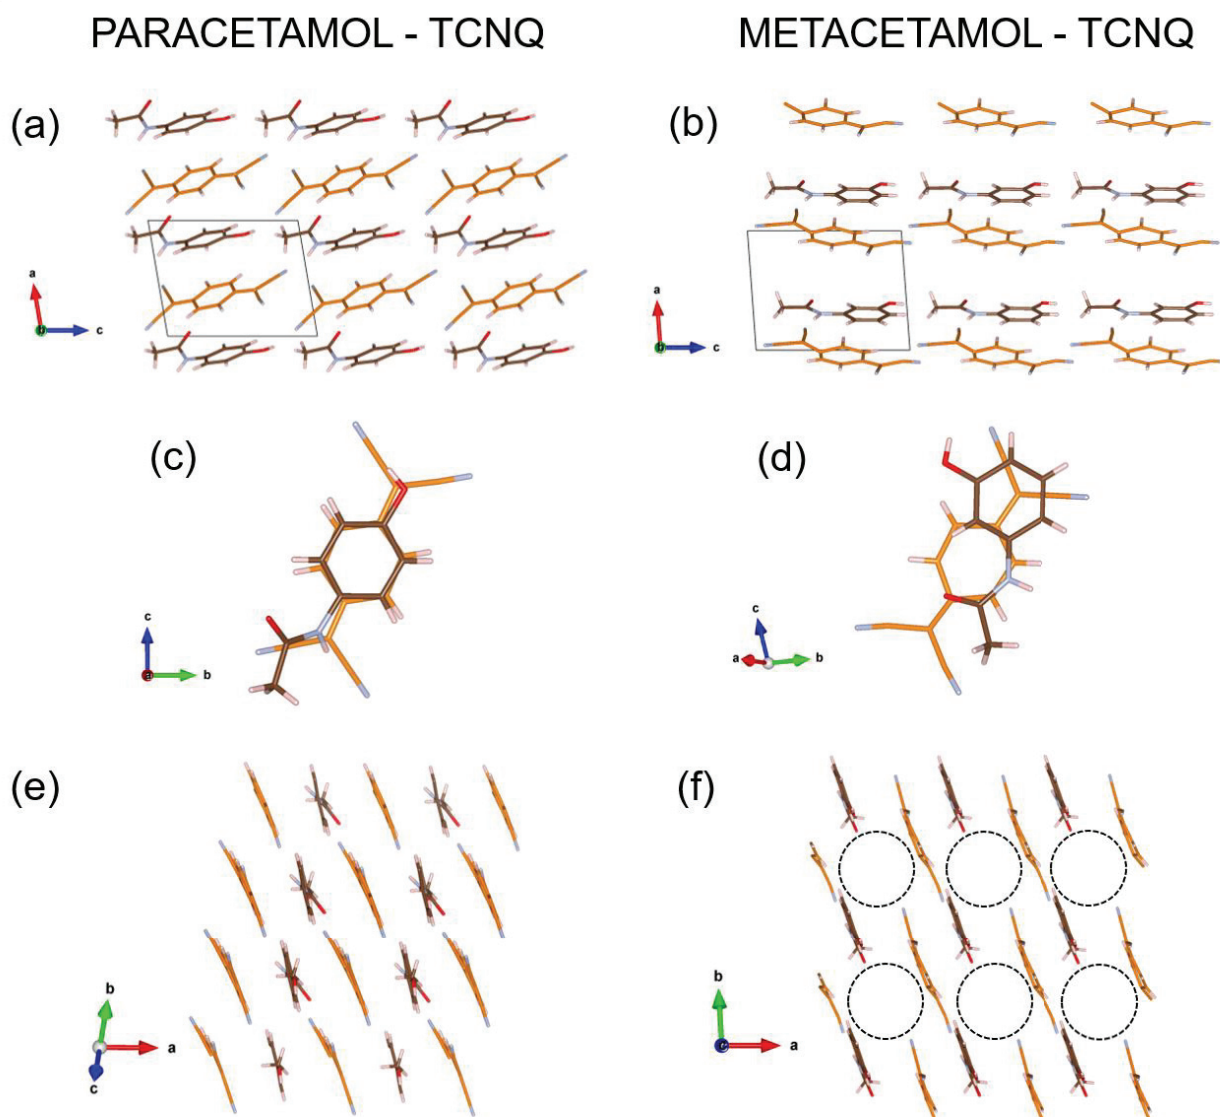 PARACETAMOL - TCNQ
METACETAMOL - TCNQ
(a)
(b)
a
b
c
a
b
c
(c)
(d)
c
a
b
c
a
b
(e)
(f)
b
a
c
b
c
a